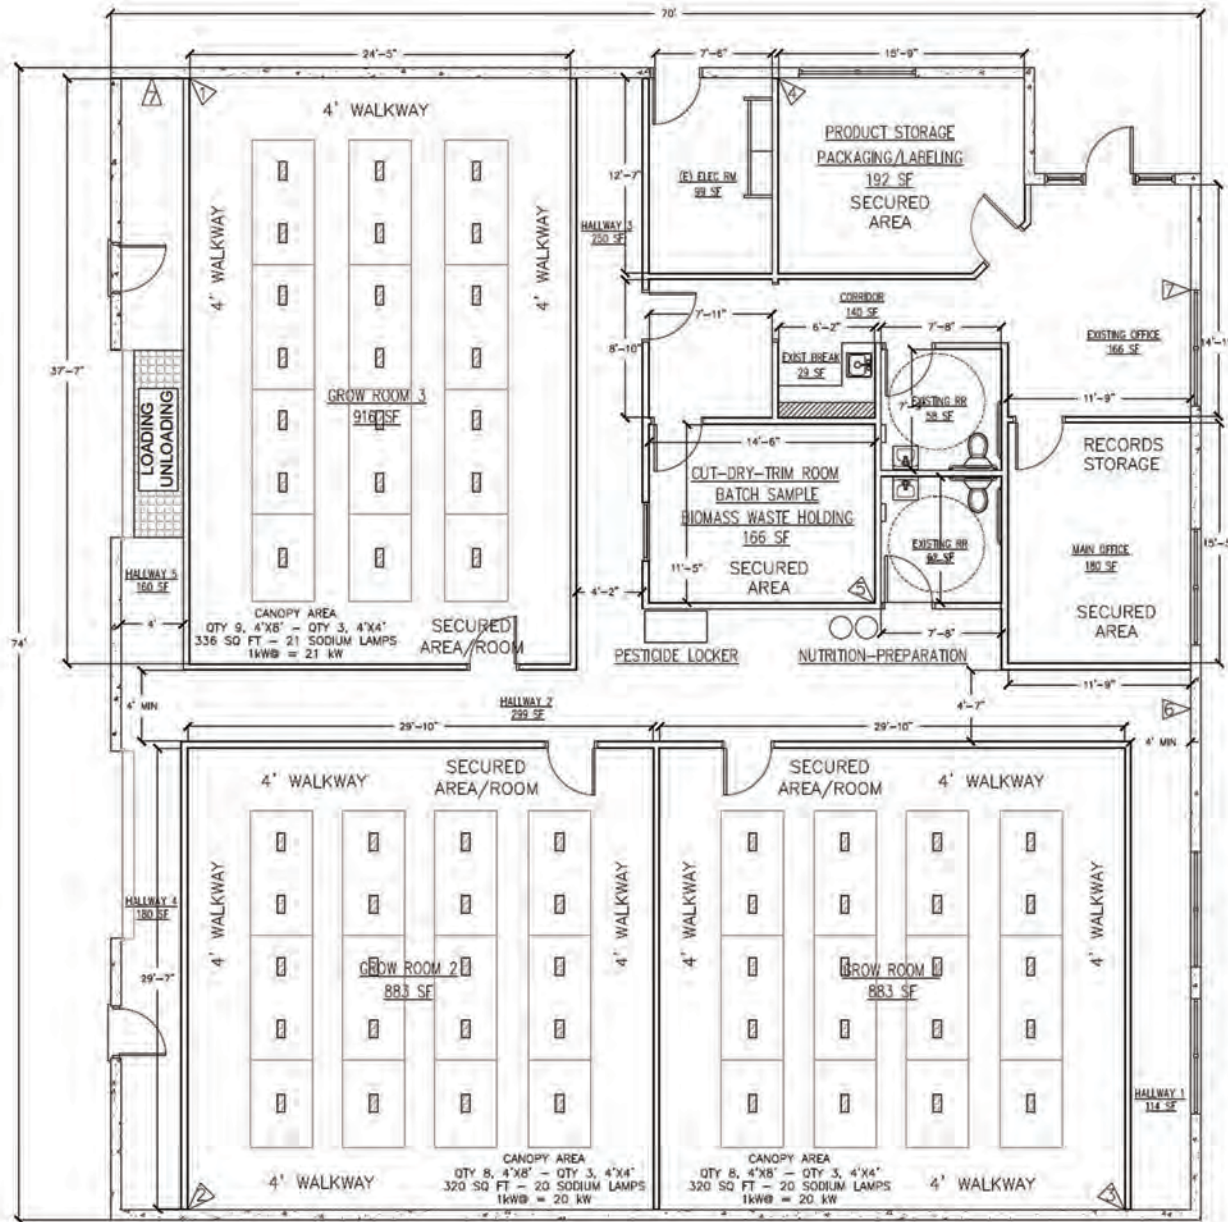 70'
24'-5"
7'-6"
15'-9"
7
1
4
4' WALKWAY
PRODUCT STORAGE
PACKAGING/LABELING
192 SF
SECURED
AREA
(E) ELEC RM
99 SF
12'-7"
HALLWAY 3
250 SF
4' WALKWAY
4' WALKWAY
CORRIDOR
140 SF
7
7'-11"
6'-2"
7'-8"
EXISTING OFFICE
166 SF
8'-10"
EXIST BREAK
29 SF
37'-7"
EXISTING RR
58 SF
11'-9"
GROW ROOM 3
916 SF
LOADING
UNLOADING
14'-6"
RECORDS
STORAGE
CUT-DRY-TRIM ROOM
BATCH SAMPLE
BIOMASS WASTE HOLDING
166 SF
SECURED
AREA
EXISTING RR
MAIN OFFICE
180 SF
SECURED
AREA
11'-5"
5
HALLWAY 5
160 SF
4'-2"
4'
CANOPY AREA
QTY 9, 4'X8' - QTY 3, 4'X4'
336 SQ FT - 21 SODIUM LAMPS
1kW@ = 21 kW
SECURED
AREA/ROOM
7'-8"
74'
PESTICIDE LOCKER
NUTRITION-PREPARATION
11'-9"
4' MIN
HALLWAY 2
299 SF
4'-7"
6
29'-10"
29'-10"
4' MIN
4' WALKWAY
SECURED
AREA/ROOM
SECURED
AREA/ROOM
4' WALKWAY
4' WALKWAY
4' WALKWAY
4' WALKWAY
4' WALKWAY
HALLWAY 4
180 SF
29'-7"
GROW ROOM 2
883 SF
GROW ROOM
883 SF
HALLWAY 1
114 SF
CANOPY AREA
QTY 8, 4'X8' - QTY 3, 4'X4'
320 SQ FT - 20 SODIUM LAMPS
1kW@ = 20 kW
CANOPY AREA
QTY 8, 4'X8' - QTY 3, 4'X4'
320 SQ FT - 20 SODIUM LAMPS
1kW@ = 20 kW
4' WALKWAY
4' WALKWAY
2
3